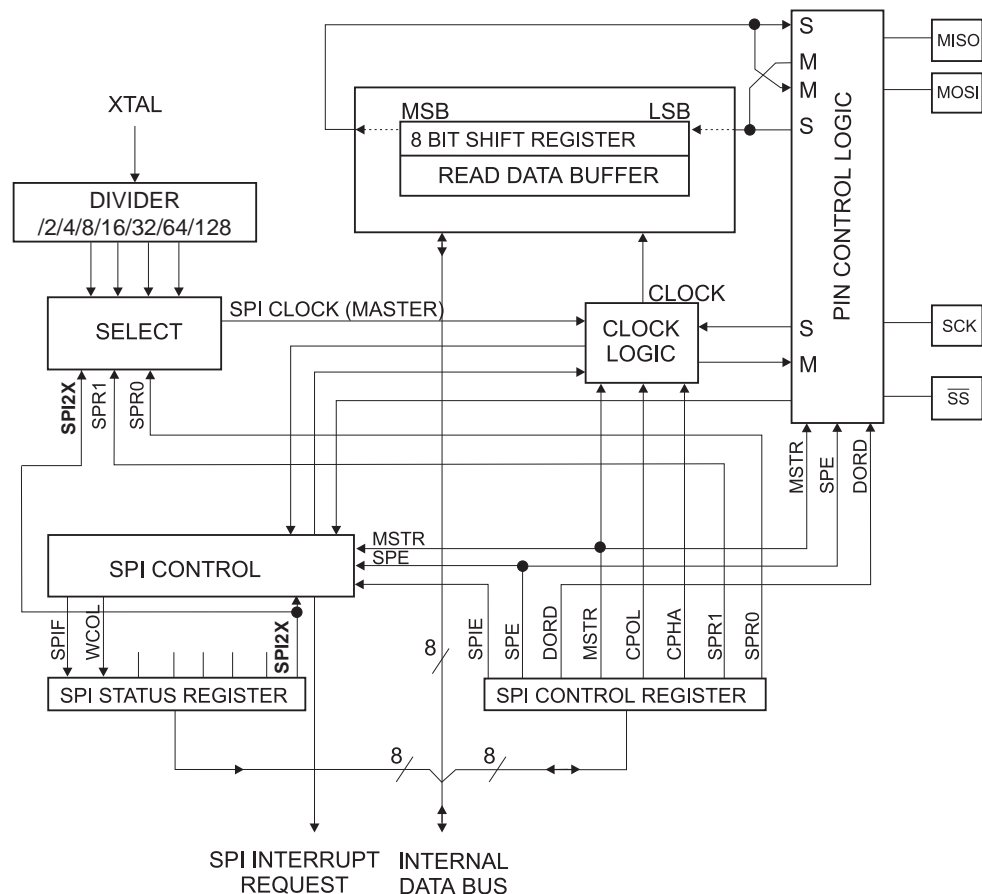 S
MISO
M
M
MOSI
XTAL
MSB
LSB
S
8 BIT SHIFT REGISTER
READ DATA BUFFER
PIN CONTROL LOGIC
DIVIDER
/2/4/8/16/32/64/128
SPI CLOCK (MASTER)
CLOCK
SELECT
CLOCK
LOGIC
S
M
SCK
SS
SPI2X
SPR1
SPR0
MSTR
SPE
DORD
MSTR
SPE
SPI CONTROL
SPIF
WCOL
SPI2X
SPIE
SPE
DORD
MSTR
CPOL
CPHA
SPR1
SPR0
8
SPI STATUS REGISTER
SPI CONTROL REGISTER
8
8
SPI INTERRUPT
REQUEST
INTERNAL
DATA BUS